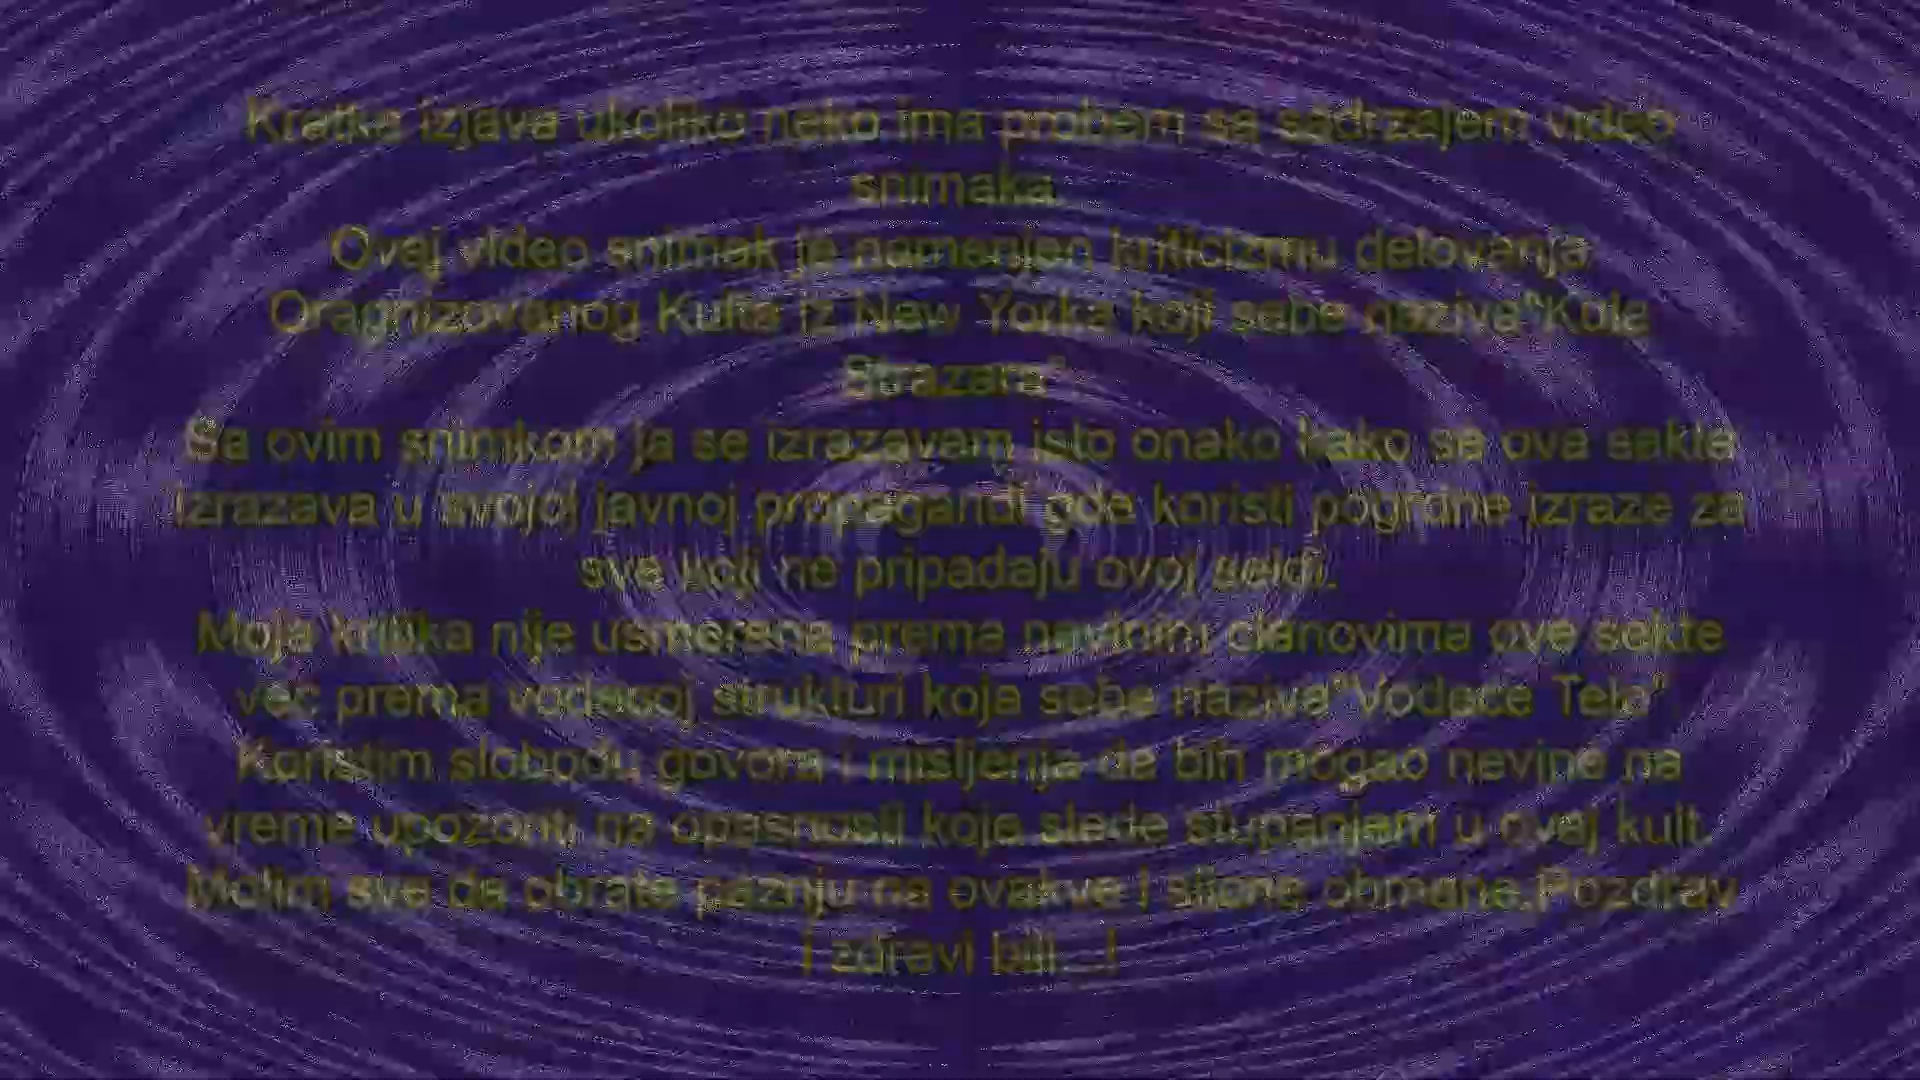 Kratka izjava ukoliko neko ima probem sa sadrzajem video
snimaka.
Ovaj video snimak je namenjen kriticizmu delovanja
Oragnizovanog Kulta iz New Yorka koji sebe naziva"Kula
Strazara"
Sa ovim snimkom ja se izrazavam isto onako kako se ova sekta
izrazava u svojoj javnoj propagandi gde koristi pogrdne izraze za
sve koji ne pripadaju ovoj sekti.
Moja kritika nije usmerena prema nevinim clanovima ove sekte
vec prema vodecoj strukturi koja sebe naziva"Vodece Telo"
Koristim slobodu govora i misljenja da bih mogao nevine na
vreme upozoriti na opasnosti koje slede stupanjem u ovaj kult.
Molim sve da obrate paznju na ovakve i slicne obmane,Pozdrav
i zdravi bili...!